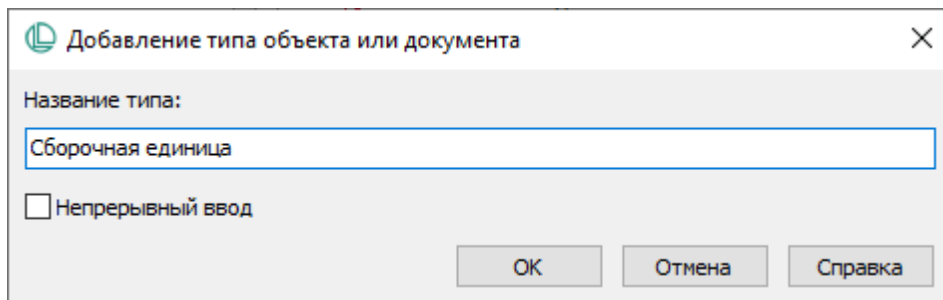 Добавление типа объекта или документа
Название типа:
Сборочная единица
Непрерывный ввод
OK Отмена Справка